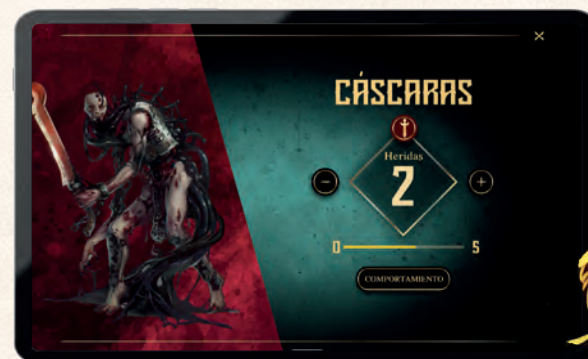 CÁSCARAS
Heridas
2
0 5
COMPORTAMIENTO